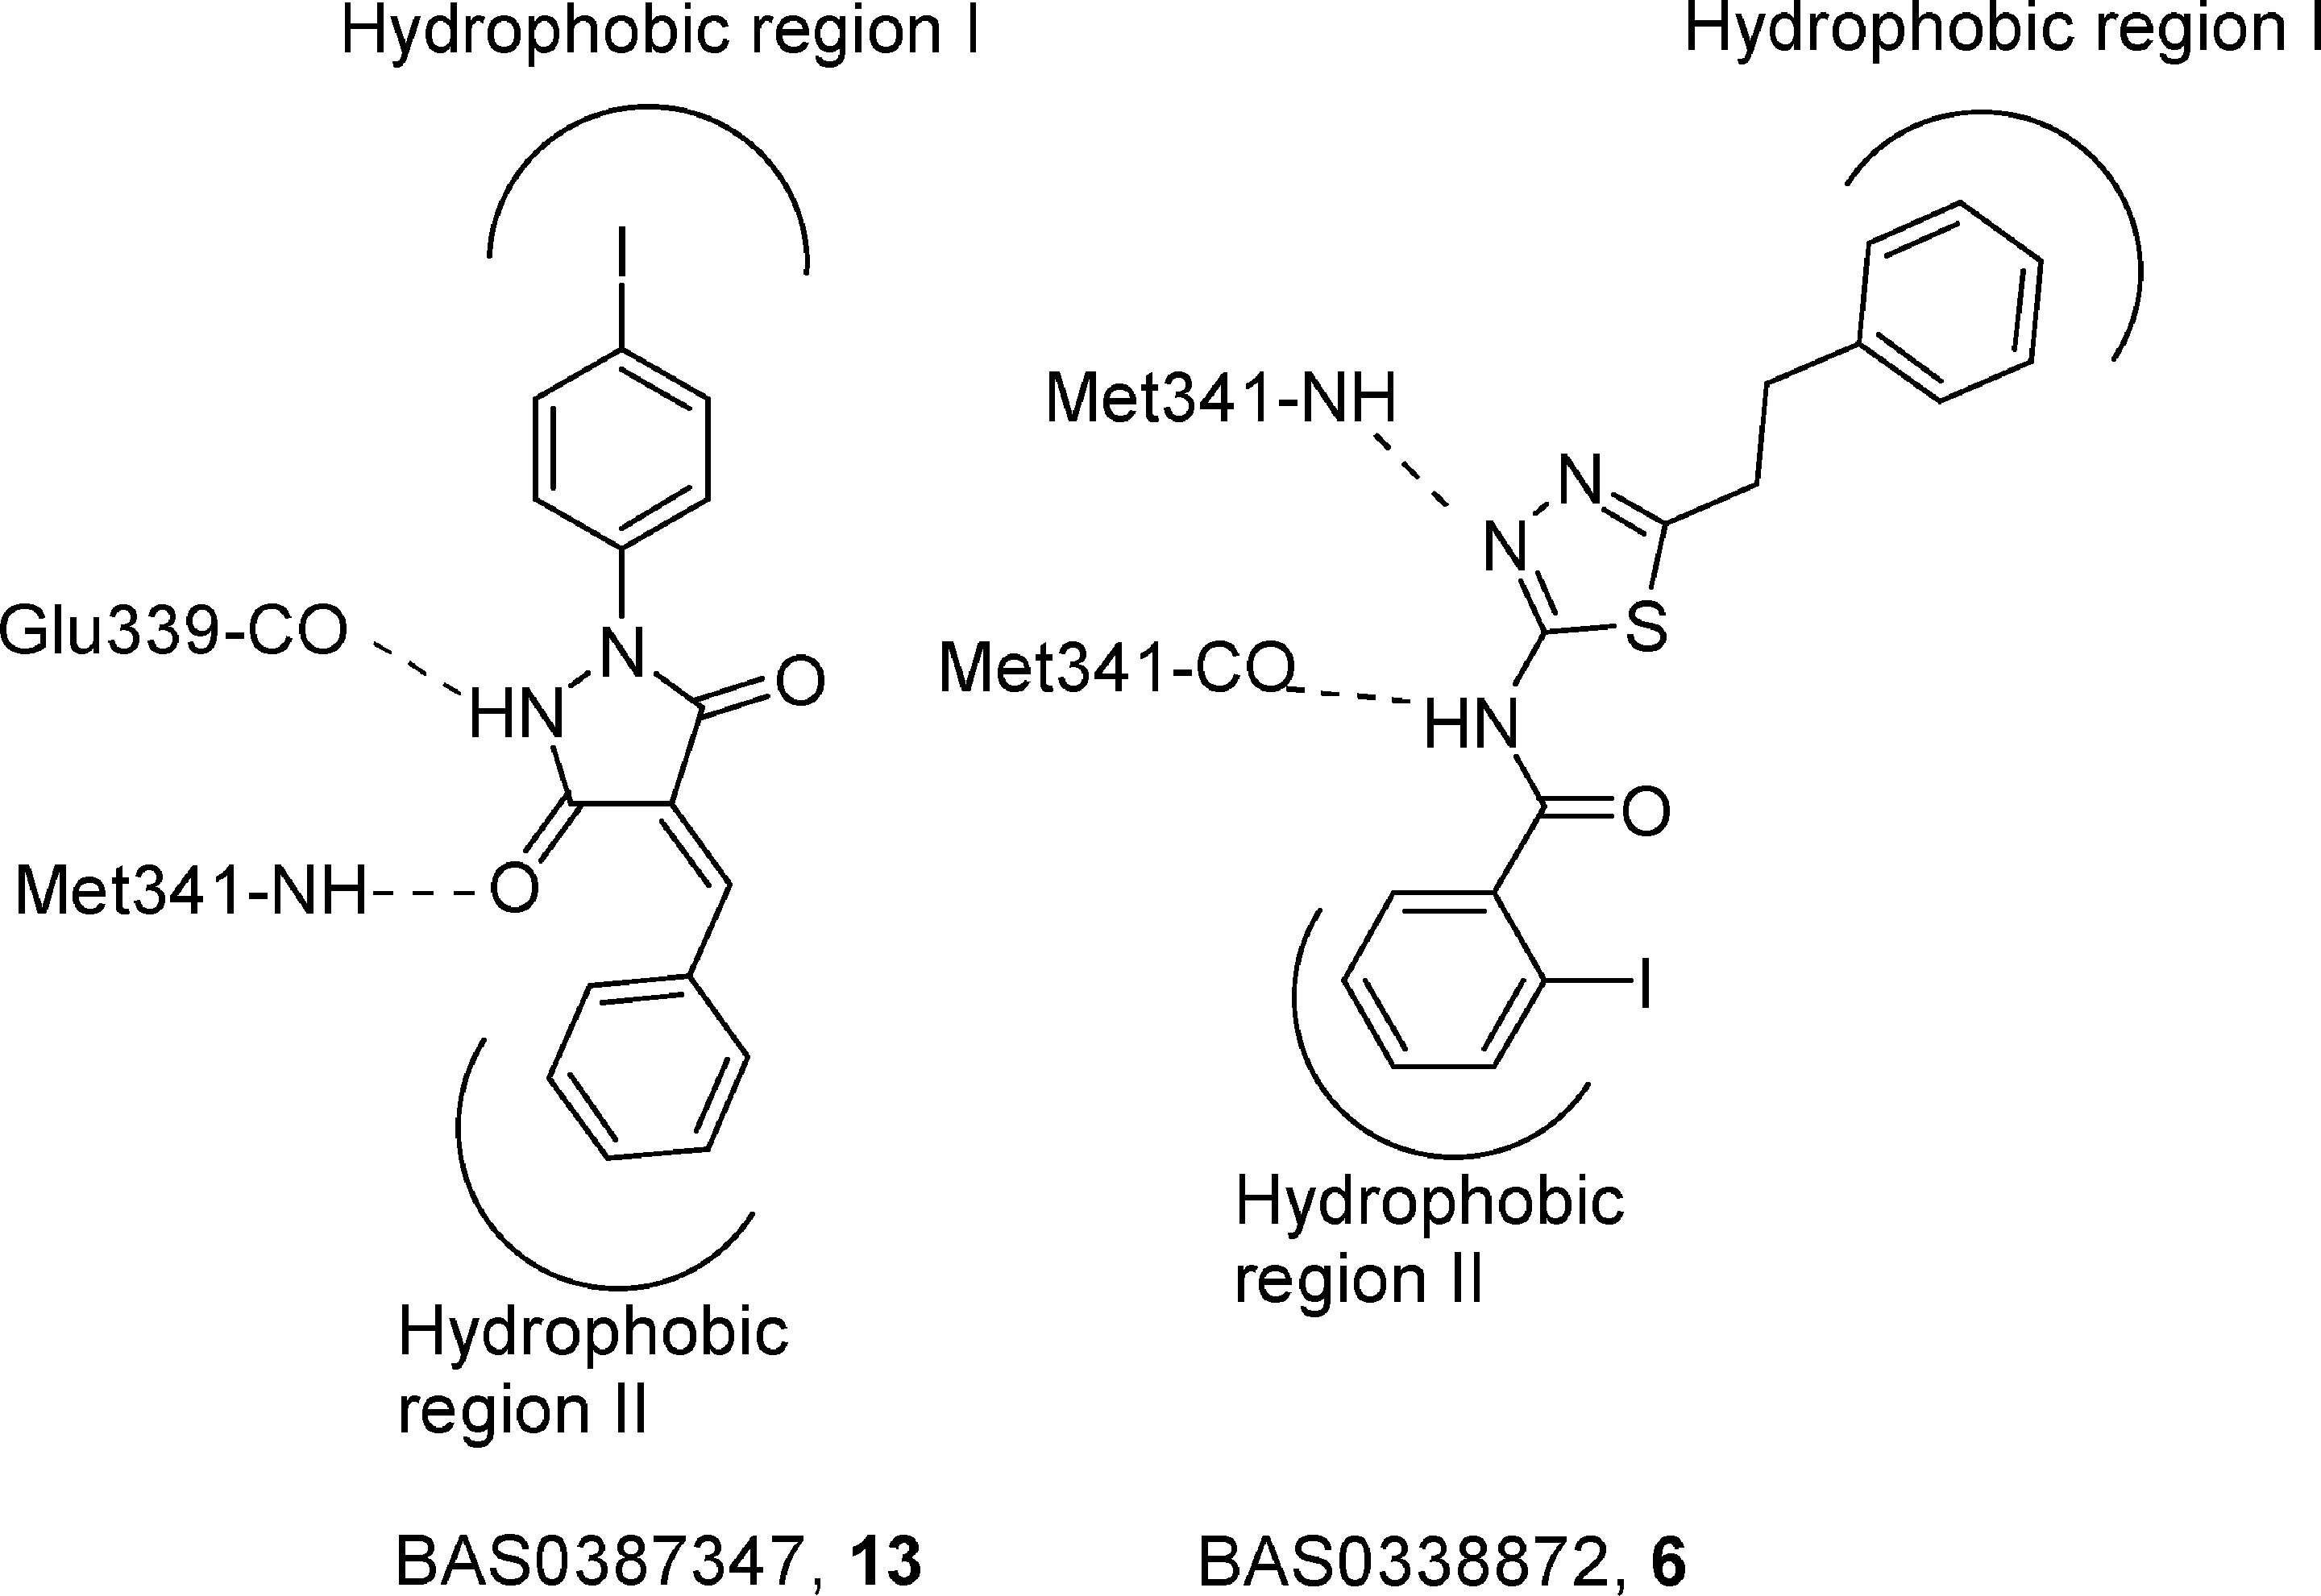 Hydrophobic region I
I
Glu339-CO
N
HN
O
Met341-NH
O
Hydrophobic
region II
BAS0387347, 13
Hydrophobic region I
Met341-NH
N
N
S
Met341-CO
HN
O
I
Hydrophobic
region II
BAS0338872, 6